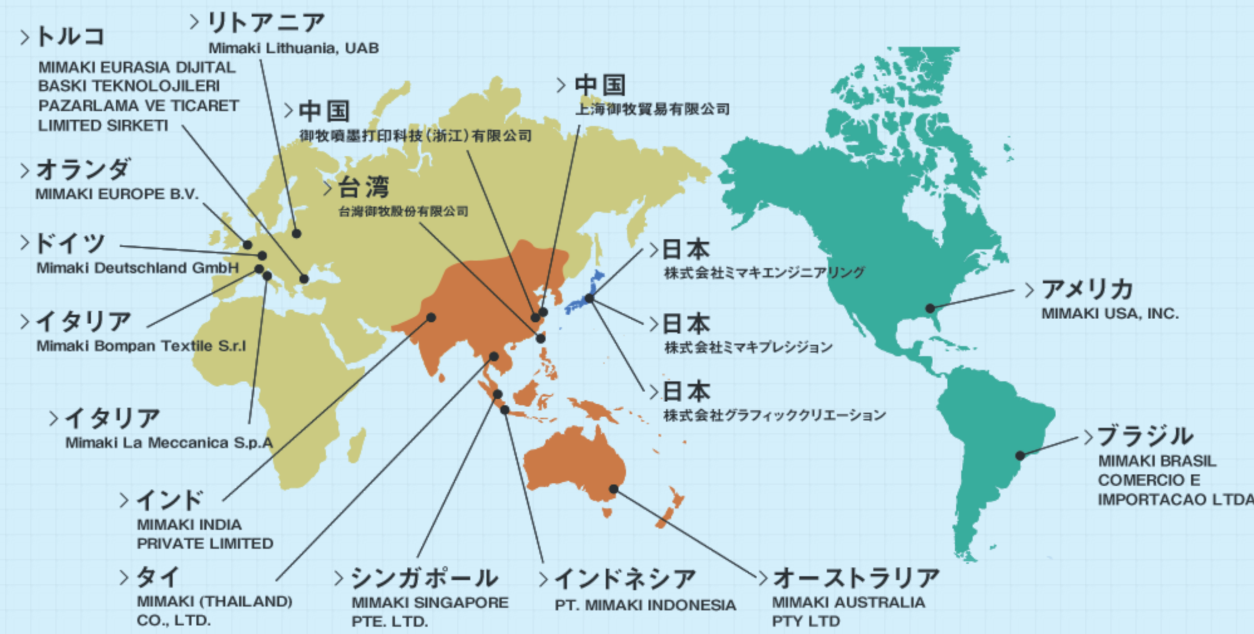 リトアニア
Mimaki Lithuania, UAB
トルコ
MIMAKI EURASIA DIJITAL
BASKI TEKNOLOJILERI
PAZARLAMA VE TICARET
LIMITED SIRKETI
中国
御牧噴墨打印科技(浙江)有限公司
中国
上海御牧貿易有限公司
オランダ
MIMAKI EUROPE B.V.
台湾
台灣御牧股份有限公司
ドイツ
Mimaki Deutschland GmbH
日本
株式会社ミマキエンジニアリング
アメリカ
MIMAKI USA, INC.
イタリア
Mimaki Bompan Textile S.r.l
日本
株式会社ミマキプレシジョン
日本
株式会社グラフィッククリエーション
イタリア
Mimaki La Meccanica S.p.A
ブラジル
MIMAKI BRASIL
COMERCIO E
IMPORTACAO LTDA
インド
MIMAKI INDIA
PRIVATE LIMITED
タイ
MIMAKI (THAILAND)
CO., LTD.
シンガポール
MIMAKI SINGAPORE
PTE. LTD.
インドネシア
PT. MIMAKI INDONESIA
オーストラリア
MIMAKI AUSTRALIA
PTY LTD